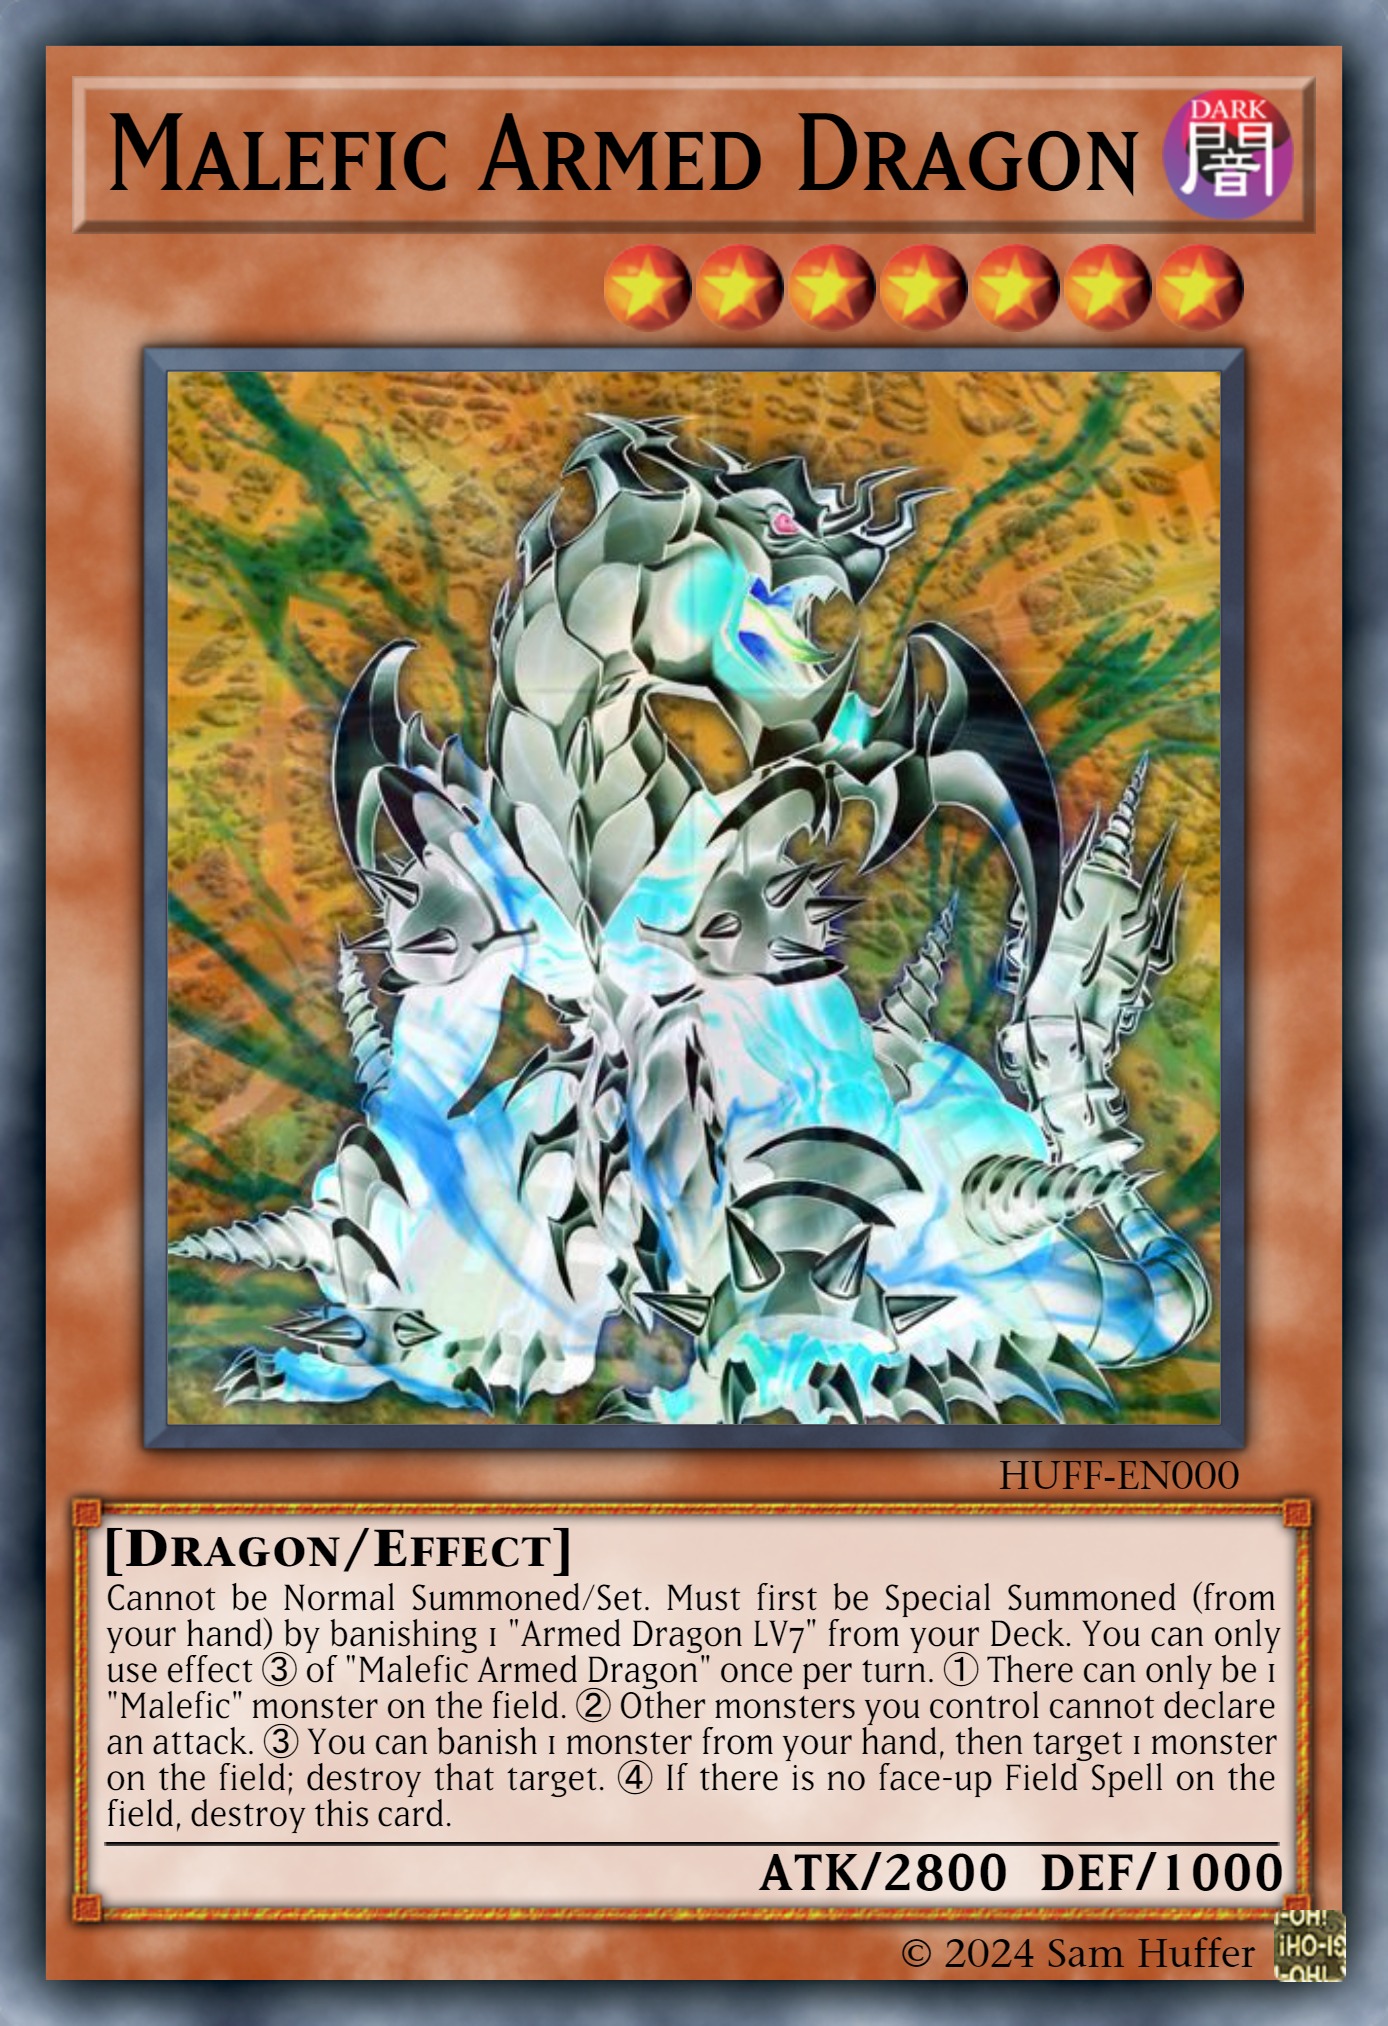 Malefic Armed Dragon
DARK
闇
HUFF-EN000
[Dragon/Effect]
Cannot be Normal Summoned/Set. Must first be Special Summoned (from
your hand) by banishing 1 "Armed Dragon LV7" from your Deck. You can only
use effect ③ of "Malefic Armed Dragon" once per turn. ① There can only be 1
"Malefic" monster on the field. ② Other monsters you control cannot declare
an attack. ③ You can banish 1 monster from your hand, then target 1 monster
on the field; destroy that target. ④ If there is no face-up Field Spell on the
field, destroy this card.
ATK/2800 DEF/1000
© 2024 Sam Huffer